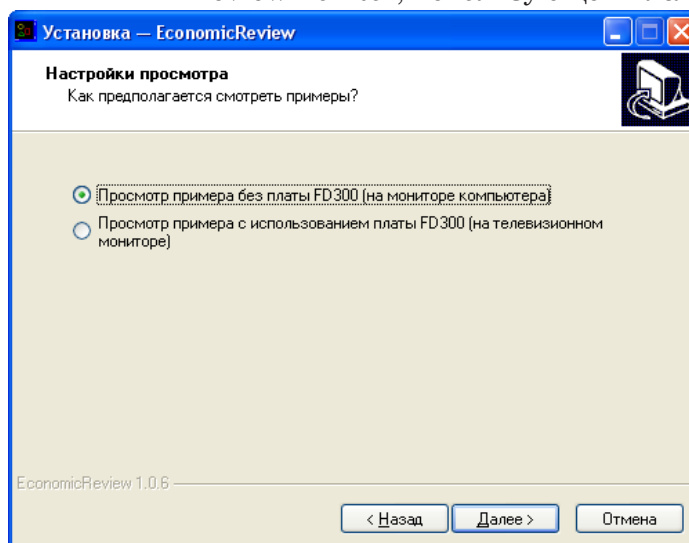 Установка — EconomicReview
Настройки просмотра
Как предполагается смотреть примеры?
Просмотр примера без платы FD300 (на мониторе компьютера)
Просмотр примера с использованием платы FD300 (на телевизионном
мониторе)
EconomicReview 1.0.6
< Назад
Далее >
Отмена